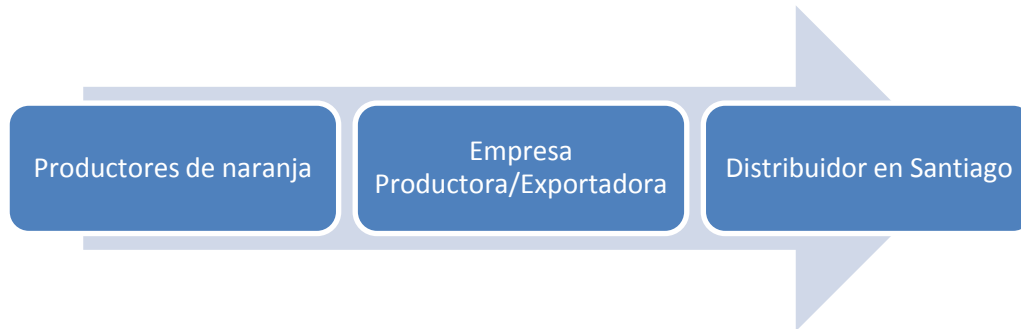 Productores de naranja
Empresa
Productora/Exportadora
Distribuidor en Santiago